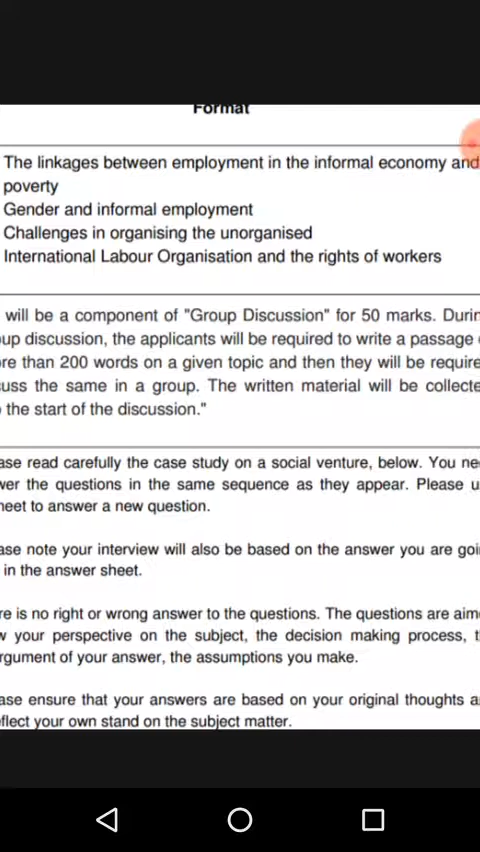 Format
The linkages between employment in the informal economy and
poverty
Gender and informal employment
Challenges in organising the unorganised
International Labour Organisation and the rights of workers
will be a component of "Group Discussion" for 50 marks. Durin
up discussion, the applicants will be required to write a passage
re than 200 words on a given topic and then they will be require
uss the same in a group. The written material will be collecte
the start of the discussion."
ase read carefully the case study on a social venture, below. You ne
wer the questions in the same sequence as they appear. Please u
heet to answer a new question.
ase note your interview will also be based on the answer you are goi
in the answer sheet.
re is no right or wrong answer to the questions. The questions are aim
w your perspective on the subject, the decision making process, t
rgument of your answer, the assumptions you make.
ase ensure that your answers are based on your original thoughts a
flect your own stand on the subject matter.